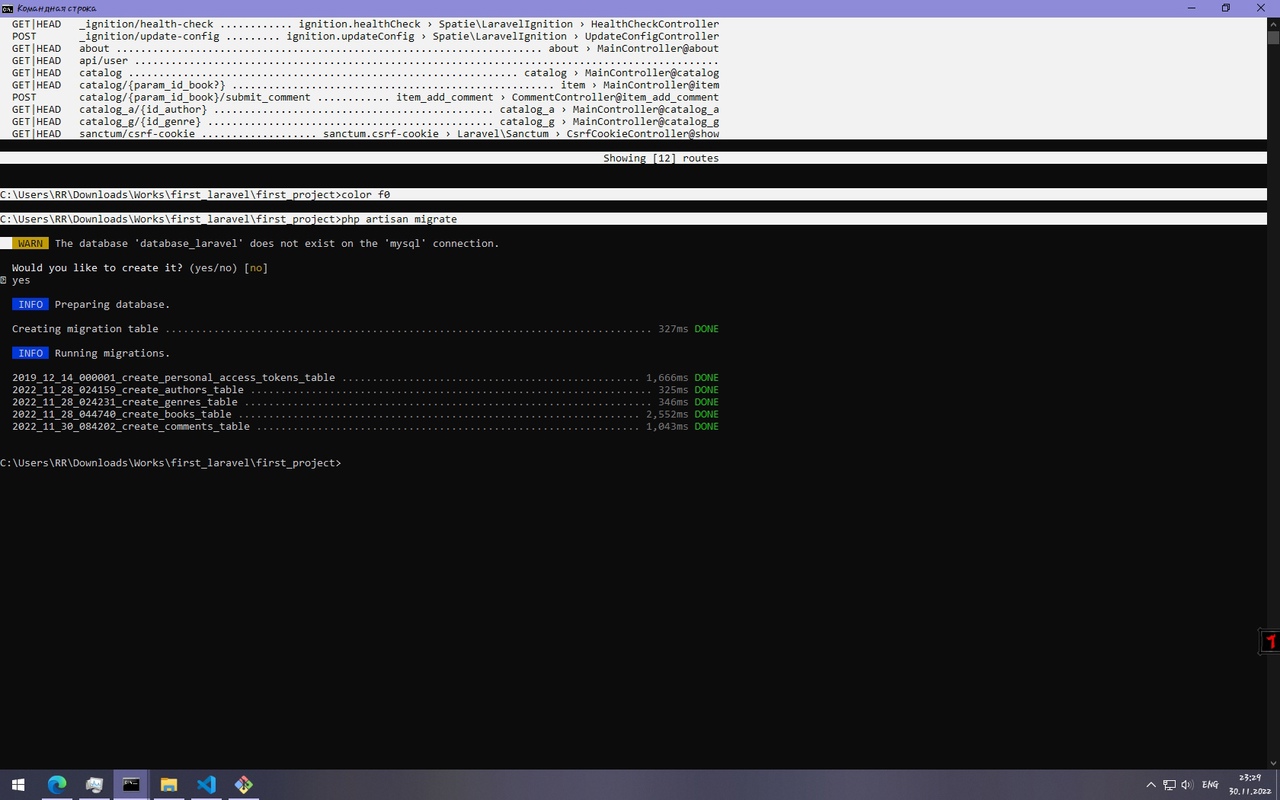 Командная строка
GET|HEAD _ignition/health-check ............ ignition.healthCheck › Spatie\LaravelIgnition › HealthCheckController
POST _ignition/update-config ......... ignition.updateConfig › Spatie\LaravelIgnition › UpdateConfigController
GET|HEAD about ...................................................................... about › MainController@about
GET|HEAD api/user ................................................................................................
GET|HEAD catalog ................................................................ catalog › MainController@catalog
GET|HEAD catalog/{param_id_book?} ...................................................... item › MainController@item
POST catalog/{param_id_book}/submit_comment ............ item_add_comment › CommentController@item_add_comment
GET|HEAD catalog_a/{id_author} ............................................... catalog_a › MainController@catalog_a
GET|HEAD catalog_g/{id_genre} ................................................ catalog_g › MainController@catalog_g
GET|HEAD sanctum/csrf-cookie ................... sanctum.csrf-cookie › Laravel\Sanctum › CsrfCookieController@show
Showing [12] routes
C:\Users\RR\Downloads\Works\first_laravel\first_project>color f0
C:\Users\RR\Downloads\Works\first_laravel\first_project>php artisan migrate
WARN The database 'database_laravel' does not exist on the 'mysql' connection.
Would you like to create it? (yes/no) [no]
yes
INFO Preparing database.
Creating migration table ................................................................................ 327ms DONE
INFO Running migrations.
2019_12_14_000001_create_personal_access_tokens_table ................................................. 1,666ms DONE
2022_11_28_024159_create_authors_table .................................................................. 325ms DONE
2022_11_28_024231_create_genres_table ................................................................... 346ms DONE
2022_11_28_044740_create_books_table .................................................................. 2,552ms DONE
2022_11_30_084202_create_comments_table ............................................................... 1,043ms DONE
C:\Users\RR\Downloads\Works\first_laravel\first_project>
ENG
23:29
30.11.2022